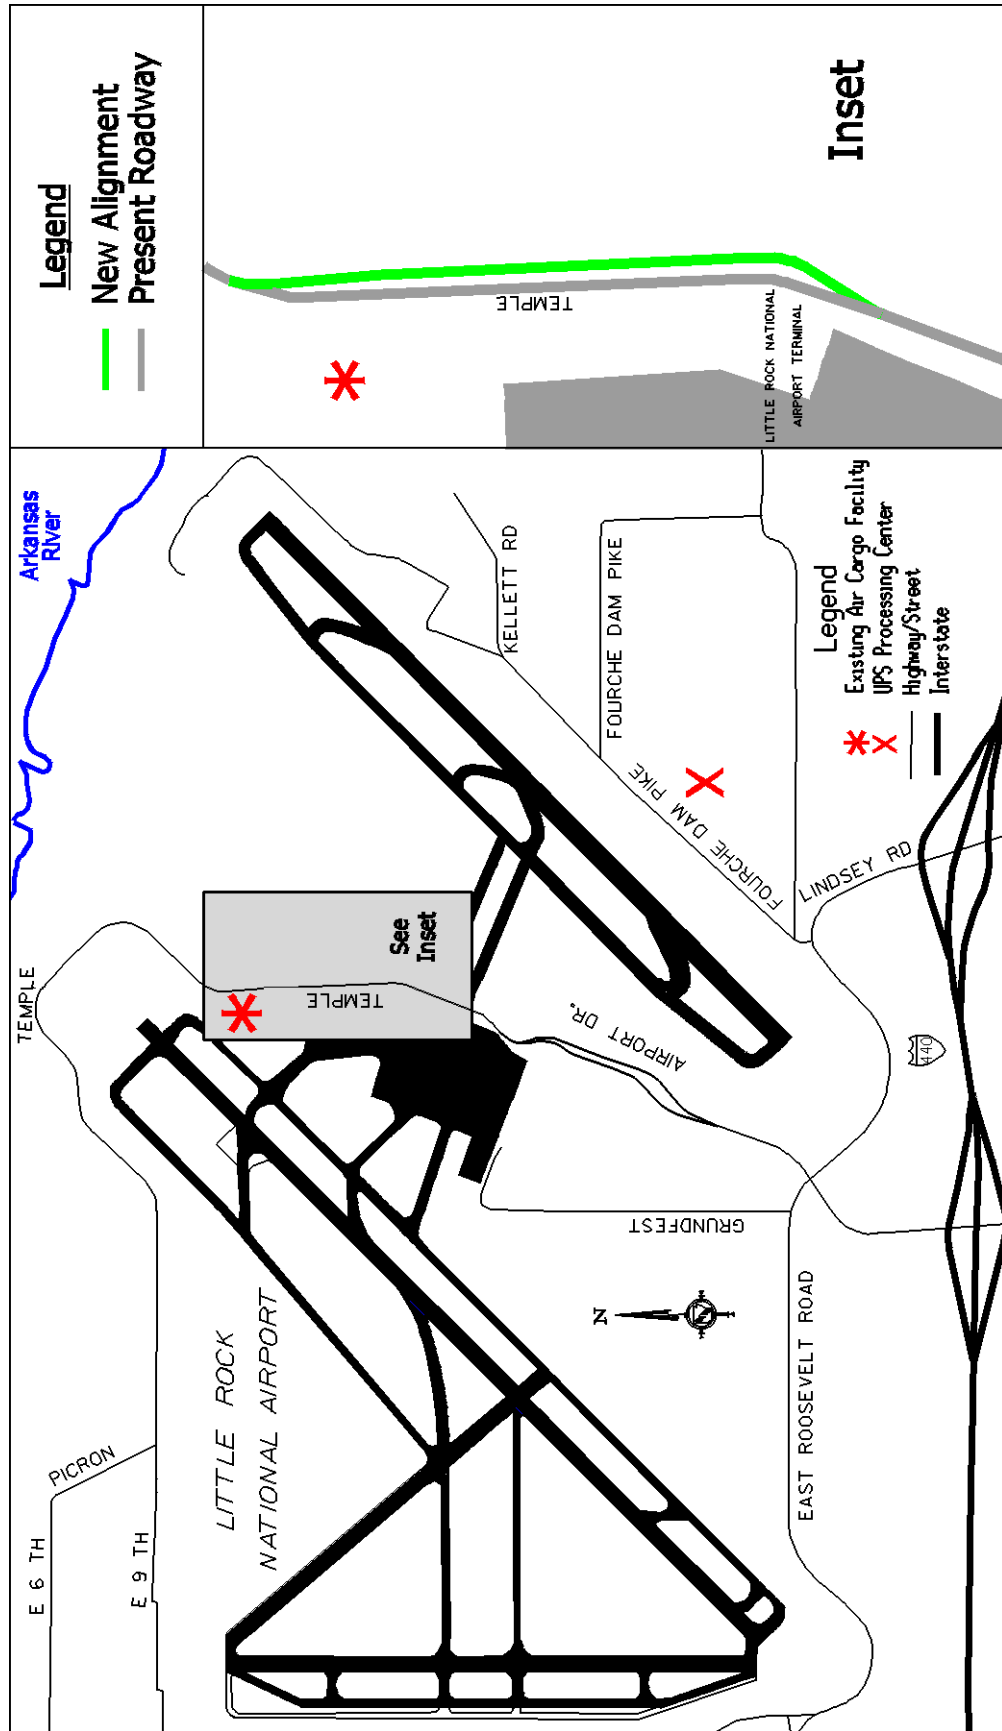 Legend
New Alignment
Present Roadway
TEMPLE
LITTLE ROCK NATIONAL
AIRPORT TERMINAL
Inset
Arkansas
River
TEMPLE
See
Inset
TEMPLE
KELLETT RD
FOURCHE DAM PIKE
FOURCHE DAM PIKE
LINDSEY RD
AIRPORT DR.
440
GRUNDFEST
N
EAST ROOSEVELT ROAD
LITTLE ROCK
NATIONAL AIRPORT
PICRON
E 6 TH
E 9 TH
Legend
Existing Air Cargo Facility
UPS Processing Center
Highway/Street
Interstate